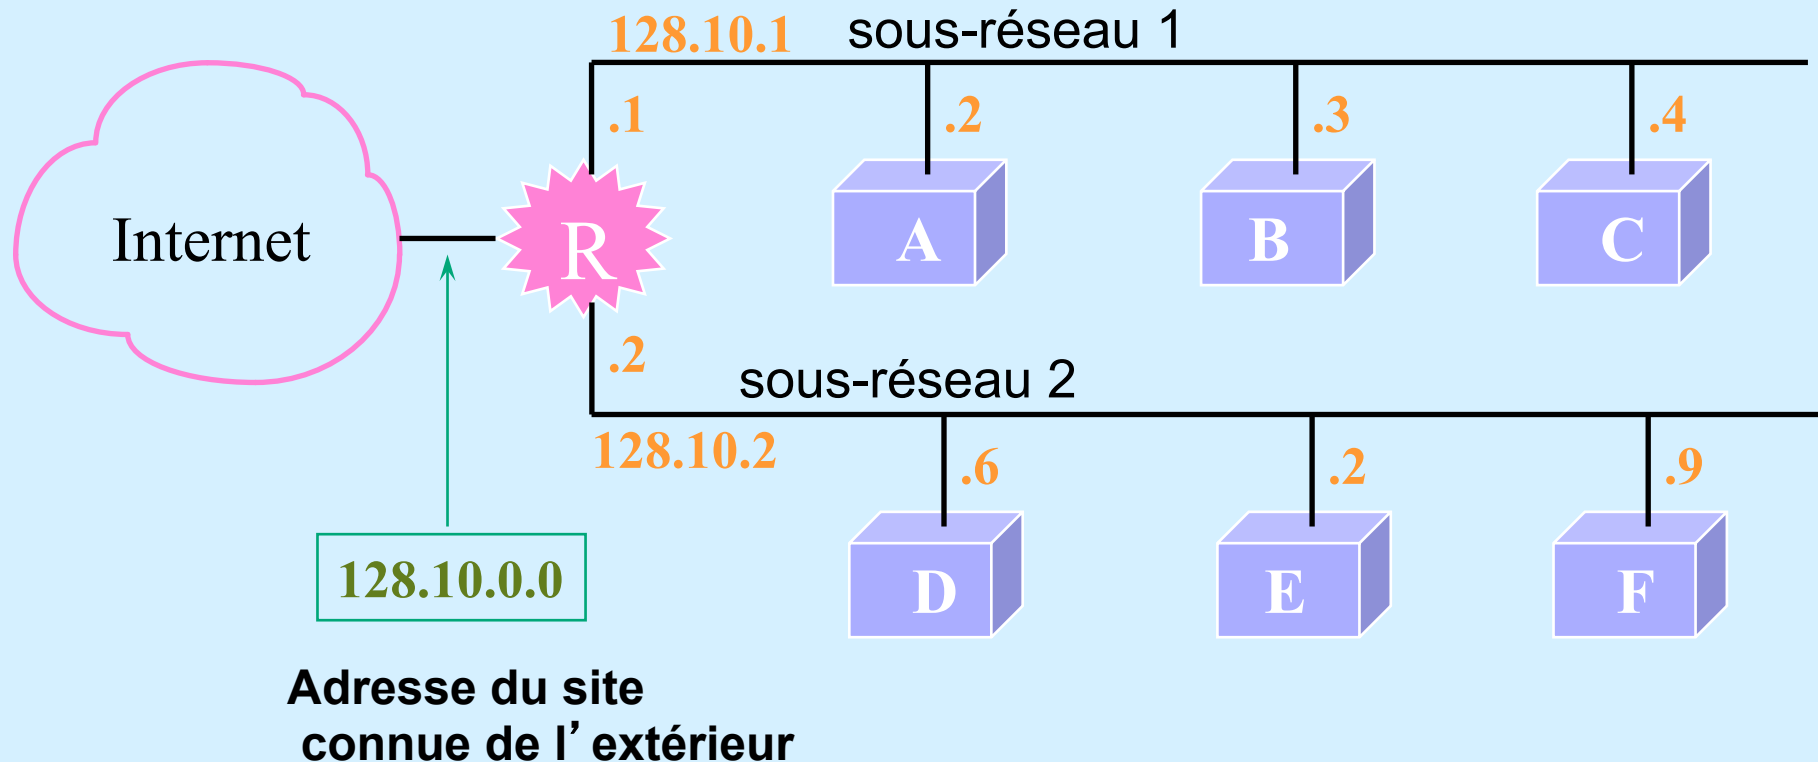 128.10.1 sous-réseau 1
.1
.2
.3
.4
Internet
R
A
B
C
.2
sous-réseau 2
128.10.2
.6
.2
.9
128.10.0.0
D
E
F
Adresse du site
connue de l’ extérieur